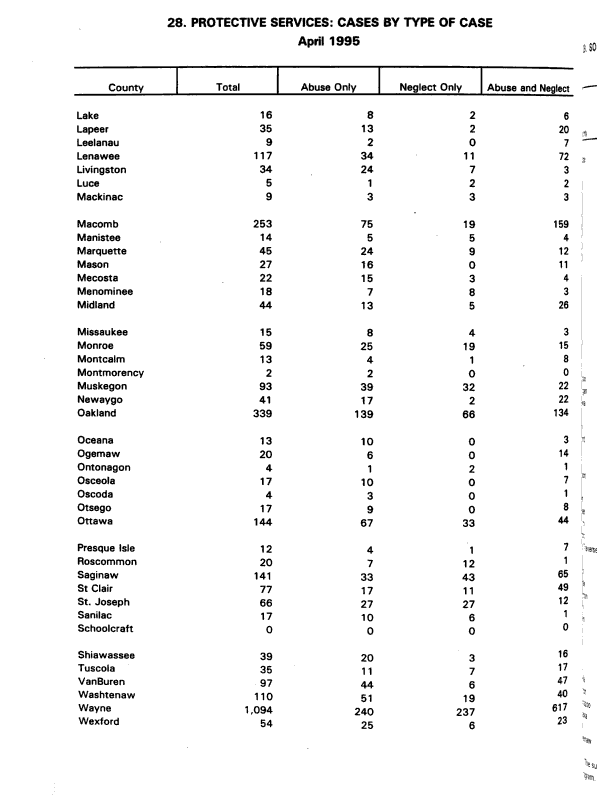 28. PROTECTIVE SERVICES: CASES BY TYPE OF CASE
April 1995
County Total Abuse Only Neglect Only Abuse and Neglect
Lake 16 8 2 6
Lapeer 35 13 2 20
Leelanau 9 2 0 7
Lenawee 117 34 11 72
Livingston 34 24 7 3
Luce 5 1 2 2
Mackinac 9 3 3 3
Macomb 253 75 19 159
Manistee 14 5 5 4
Marquette 45 24 9 12
Mason 27 16 0 11
Mecosta 22 15 3 4
Menominee 18 7 8 3
Midland 44 13 5 26
Missaukee 15 8 4 3
Monroe 59 25 19 15
Montcalm 13 4 1 8
Montmorency 2 2 0 0
Muskegon 93 39 32 22
Newaygo 41 17 2 22
Oakland 339 139 66 134
Oceana 13 10 0 3
Ogemaw 20 6 0 14
Ontonagon 4 1 2 1
Osceola 17 10 0 7
Oscoda 4 3 0 1
Otsego 17 9 0 8
Ottawa 144 67 33 44
Presque Isle 12 4 1 7
Roscommon 20 7 12 1
Saginaw 141 33 43 65
St Clair 77 17 11 49
St. Joseph 66 27 27 12
Sanilac 17 10 6 1
Schoolcraft 0 0 0 0
Shiawassee 39 20 3 16
Tuscola 35 11 7 17
VanBuren 97 44 6 47
Washtenaw 110 51 19 40
Wayne 1,094 240 237 617
Wexford 54 25 6 23